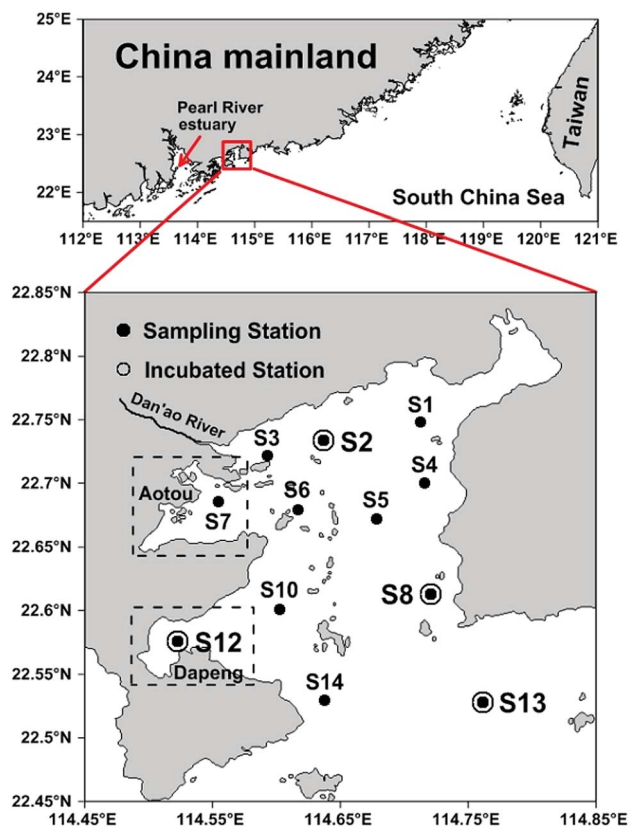 25°E
China mainland
24°E
Pearl River
estuary
23°E
Taiwan
22°E
South China Sea
112°E 113°E 114°E 115°E 116°E 117°E 118°E 119°E 120°E 121°E
22.85°N
Sampling Station
22.8°N
Incubated Station
Dan'ao River
S1
22.75°N
S3
S2
S4
22.7°N
Aotou
S6
S5
S7
22.65°N
S8
22.6°N
S10
S12
22.55°N
Dapeng
S14
S13
22.5°N
22.45°N
114.45°E 114.55°E 114.65°E 114.75°E 114.85°E